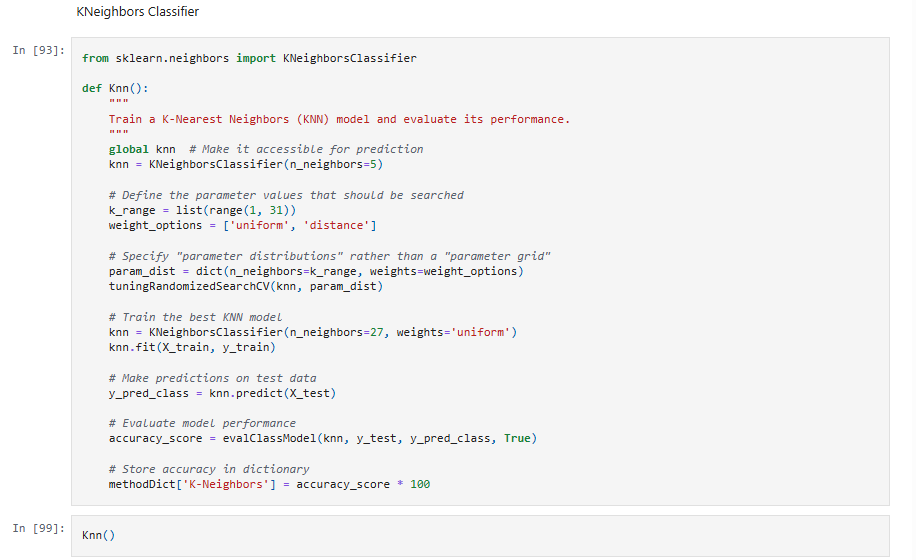 KNeighbors Classifier
In [93]:
from sklearn.neighbors import KNeighborsClassifier
def Knn():
"""
Train a K-Nearest Neighbors (KNN) model and evaluate its performance.
"""
global knn  # Make it accessible for prediction
knn = KNeighborsClassifier(n_neighbors=5)
# Define the parameter values that should be searched
k_range = list(range(1, 31))
weight_options = ['uniform', 'distance']
# Specify "parameter distributions" rather than a "parameter grid"
param_dist = dict(n_neighbors=k_range, weights=weight_options)
tuningRandomizedSearchCV(knn, param_dist)
# Train the best KNN model
knn = KNeighborsClassifier(n_neighbors=27, weights='uniform')
knn.fit(X_train, y_train)
# Make predictions on test data
y_pred_class = knn.predict(X_test)
# Evaluate model performance
accuracy_score = evalClassModel(knn, y_test, y_pred_class, True)
# Store accuracy in dictionary
methodDict['K-Neighbors'] = accuracy_score * 100
In [99]:
Knn()